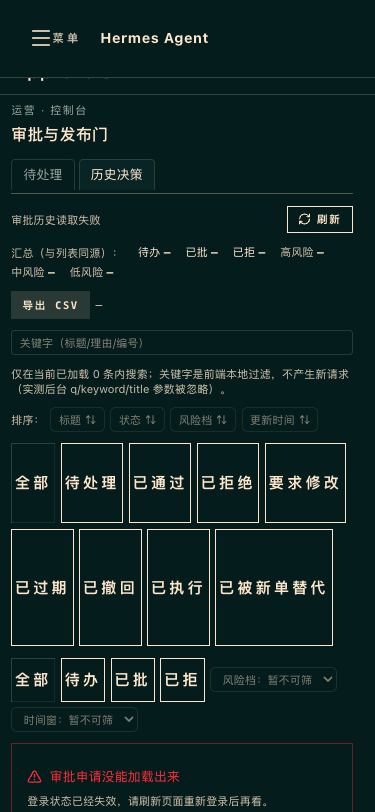 菜单 Hermes Agent
运营 · 控制台
审批与发布门
待处理 历史决策
审批历史读取失败 刷新
汇总（与列表同源）： 待办 — 已批 — 已拒 — 高风险 —
中风险 — 低风险 —
导出 CSV —
关键字（标题/理由/编号）
仅在当前已加载 0 条内搜索；关键字是前端本地过滤，不产生新请求
（实测后台 q/keyword/title 参数被忽略）。
排序： 标题 ⇅ 状态 ⇅ 风险档 ⇅ 更新时间 ⇅
全部 待处理 已通过 已拒绝 要求修改
已过期 已撤回 已执行 已被新单替代
全部 待办 已批 已拒 风险档：暂不可筛
时间窗：暂不可筛
审批申请没能加载出来
登录状态已经失效，请刷新页面重新登录后再看。